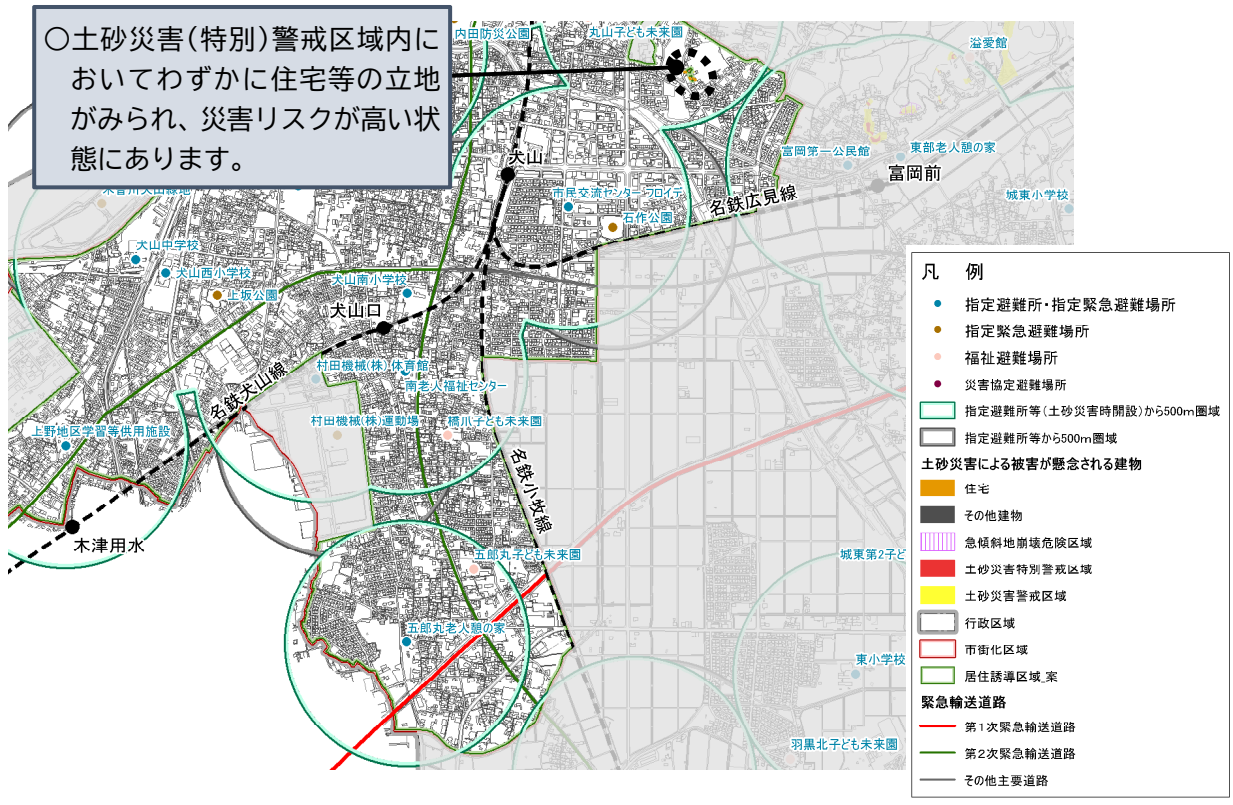 ○土砂災害(特別)警戒区域内に
おいてわずかに住宅等の立地
がみられ、災害リスクが高い状
態にあります。
内田防災公園
丸山子ども未来園
溢愛館
犬山
富岡第一公民館
東部老人憩の家
富岡前
木曽川犬山緑地
市民交流センター フロイデ
名鉄広見線
城東小学校
石作公園
犬山中学校
犬山西小学校
犬山南小学校
上坂公園
犬山口
村田機械(株)体育館
名鉄犬山線
南老人福祉センター
上野地区学習等供用施設
村田機械(株)運動場
橋爪子ども未来園
名鉄小牧線
木津用水
五郎丸子ども未来園
城東第2子ど
五郎丸老人憩の家
東小学校
羽黒北子ども未来園
凡 例
指定避難所・指定緊急避難場所
指定緊急避難場所
福祉避難場所
災害協定避難場所
指定避難所等(土砂災害時開設)から500m圏域
指定避難所等から500m圏域
土砂災害による被害が懸念される建物
住宅
その他建物
急傾斜地崩壊危険区域
土砂災害特別警戒区域
土砂災害警戒区域
行政区域
市街化区域
居住誘導区域_案
緊急輸送道路
第1次緊急輸送道路
第2次緊急輸送道路
その他主要道路